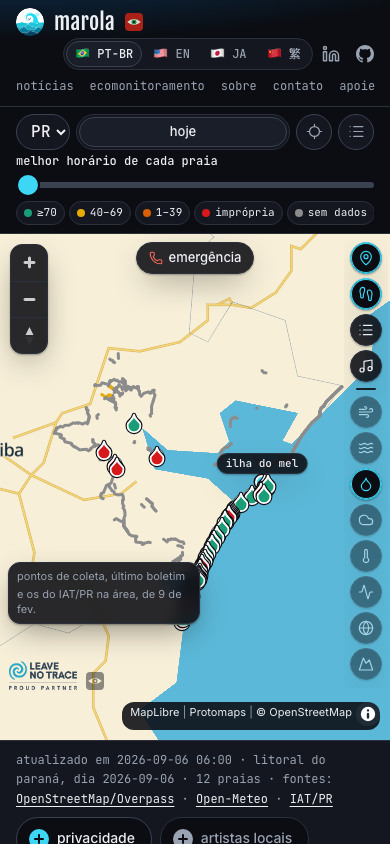 marola
PT-BR EN JA 繁
notícias ecomonitoramento sobre contato apoie
PR hoje
melhor horário de cada praia
≥70 40–69 1–39 imprópria sem dados
emergência
iba
ilha do mel
pontos de coleta, último boletim
e os do IAT/PR na área, de 9 de
fev.
LEAVE
NO TRACE
PROUD PARTNER
MapLibre | Protomaps | © OpenStreetMap
atualizado em 2026-09-06 06:00 · litoral do
paraná, dia 2026-09-06 · 12 praias · fontes:
OpenStreetMap/Overpass · Open-Meteo · IAT/PR
privacidade artistas locais